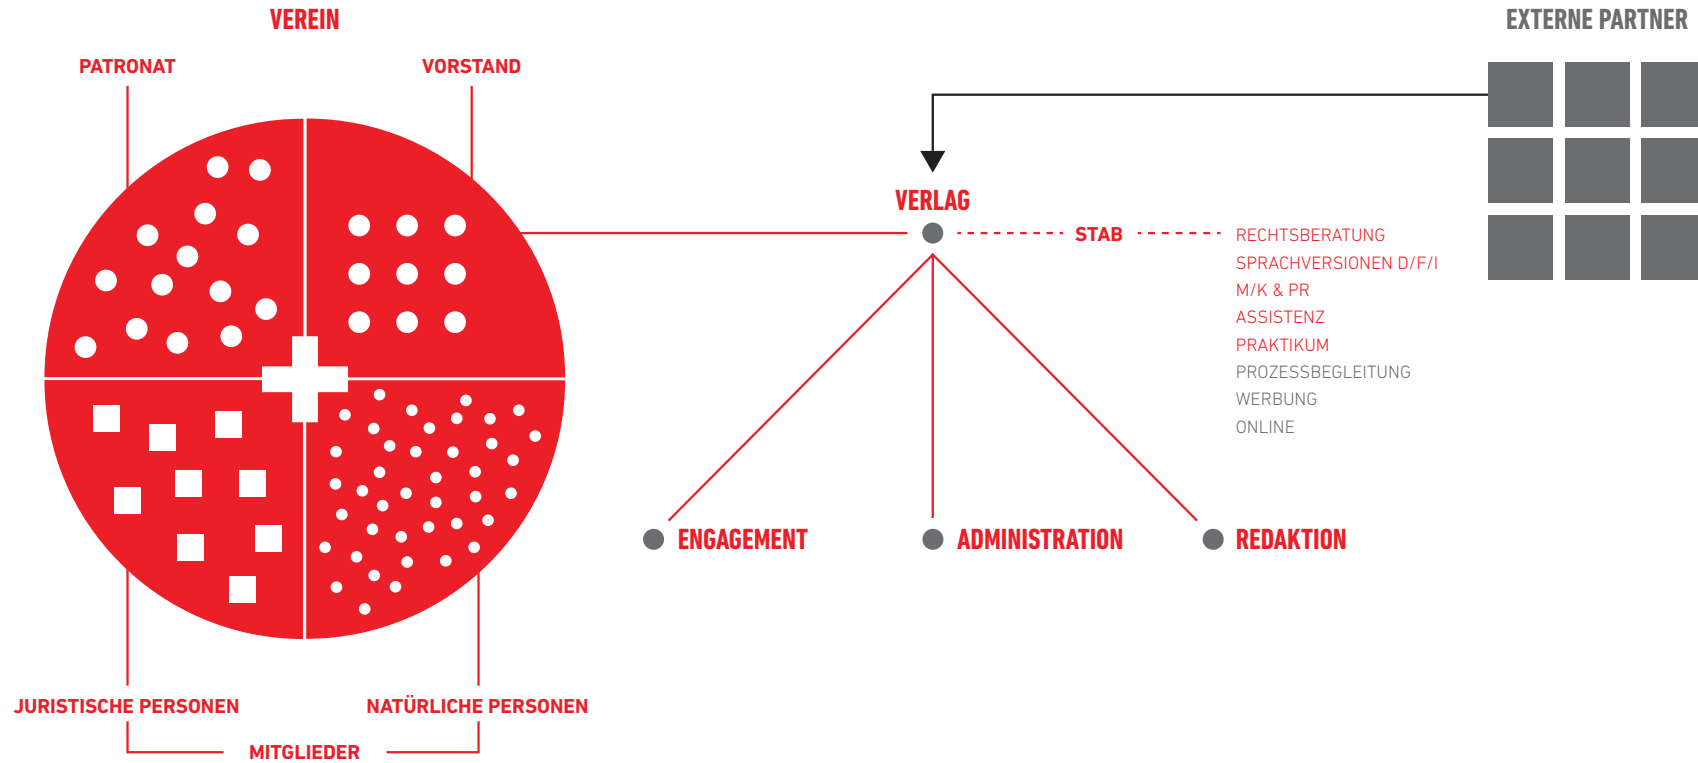 VEREIN
EXTERNE PARTNER
PATRONAT
VORSTAND
VERLAG
STAB
RECHTSBERATUNG
SPRACHVERSIONEN D/F/I
M/K & PR
ASSISTENZ
PRAKTIKUM
PROZESSBEGLEITUNG
WERBUNG
ONLINE
ENGAGEMENT
ADMINISTRATION
REDAKTION
JURISTISCHE PERSONEN
NATÜRLICHE PERSONEN
MITGLIEDER